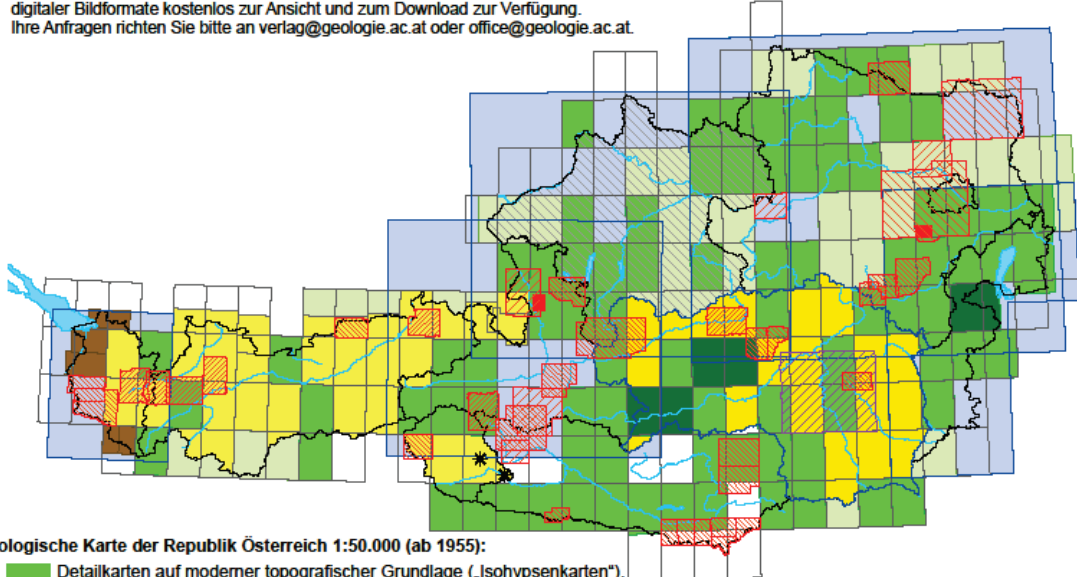 digitaler Bildformate kostenlos zur Ansicht und zum Download zur Verfügung.
Ihre Anfragen richten Sie bitte an verlag@geologie.ac.at oder office@geologie.ac.at.
ologische Karte der Republik Österreich 1:50.000 (ab 1955):
Detailkarten auf moderner topografischer Grundlage („Isohypsenkarten“).